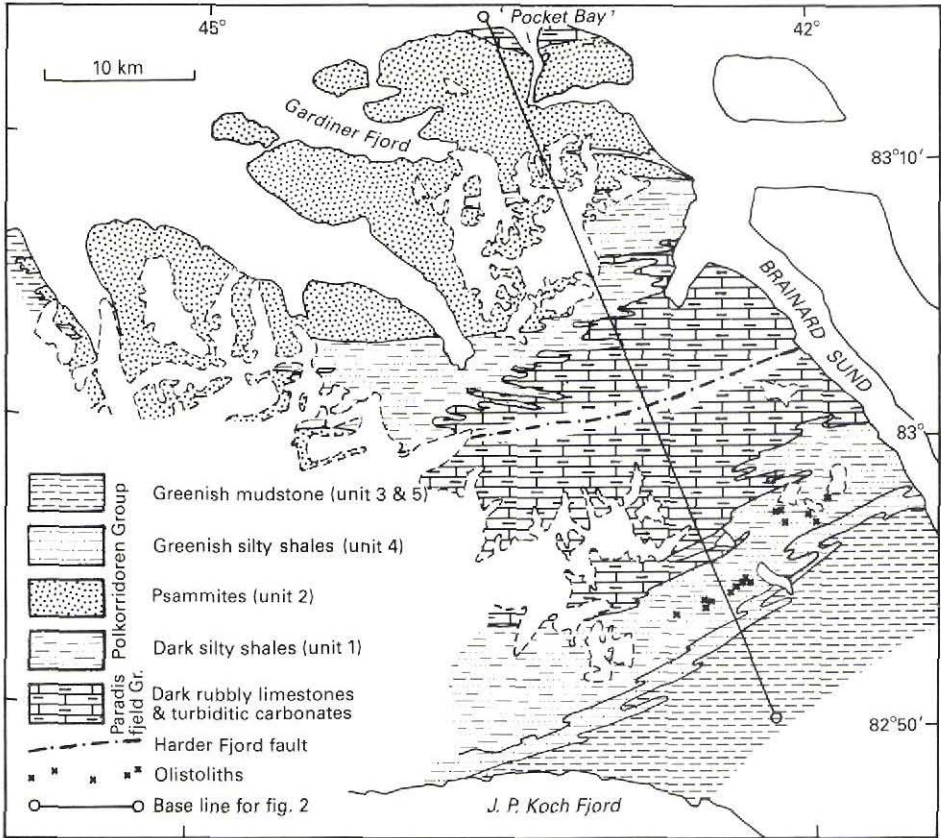 45°
'Pocket Bay'
42°
10 km
Gardiner Fjord
83°10'
BRAINARD SUND
83°
Polkorridoren Group
Greenish mudstone (unit 3 & 5)
Greenish silty shales (unit 4)
Psammites (unit 2)
Dark silty shales (unit 1)
Paradis
fjeld Gr.
Dark rubbly limestones
& turbiditic carbonates
Harder Fjord fault
Olistoliths
Base line for fig. 2
82°50'
J. P. Koch Fjord
45°
42°